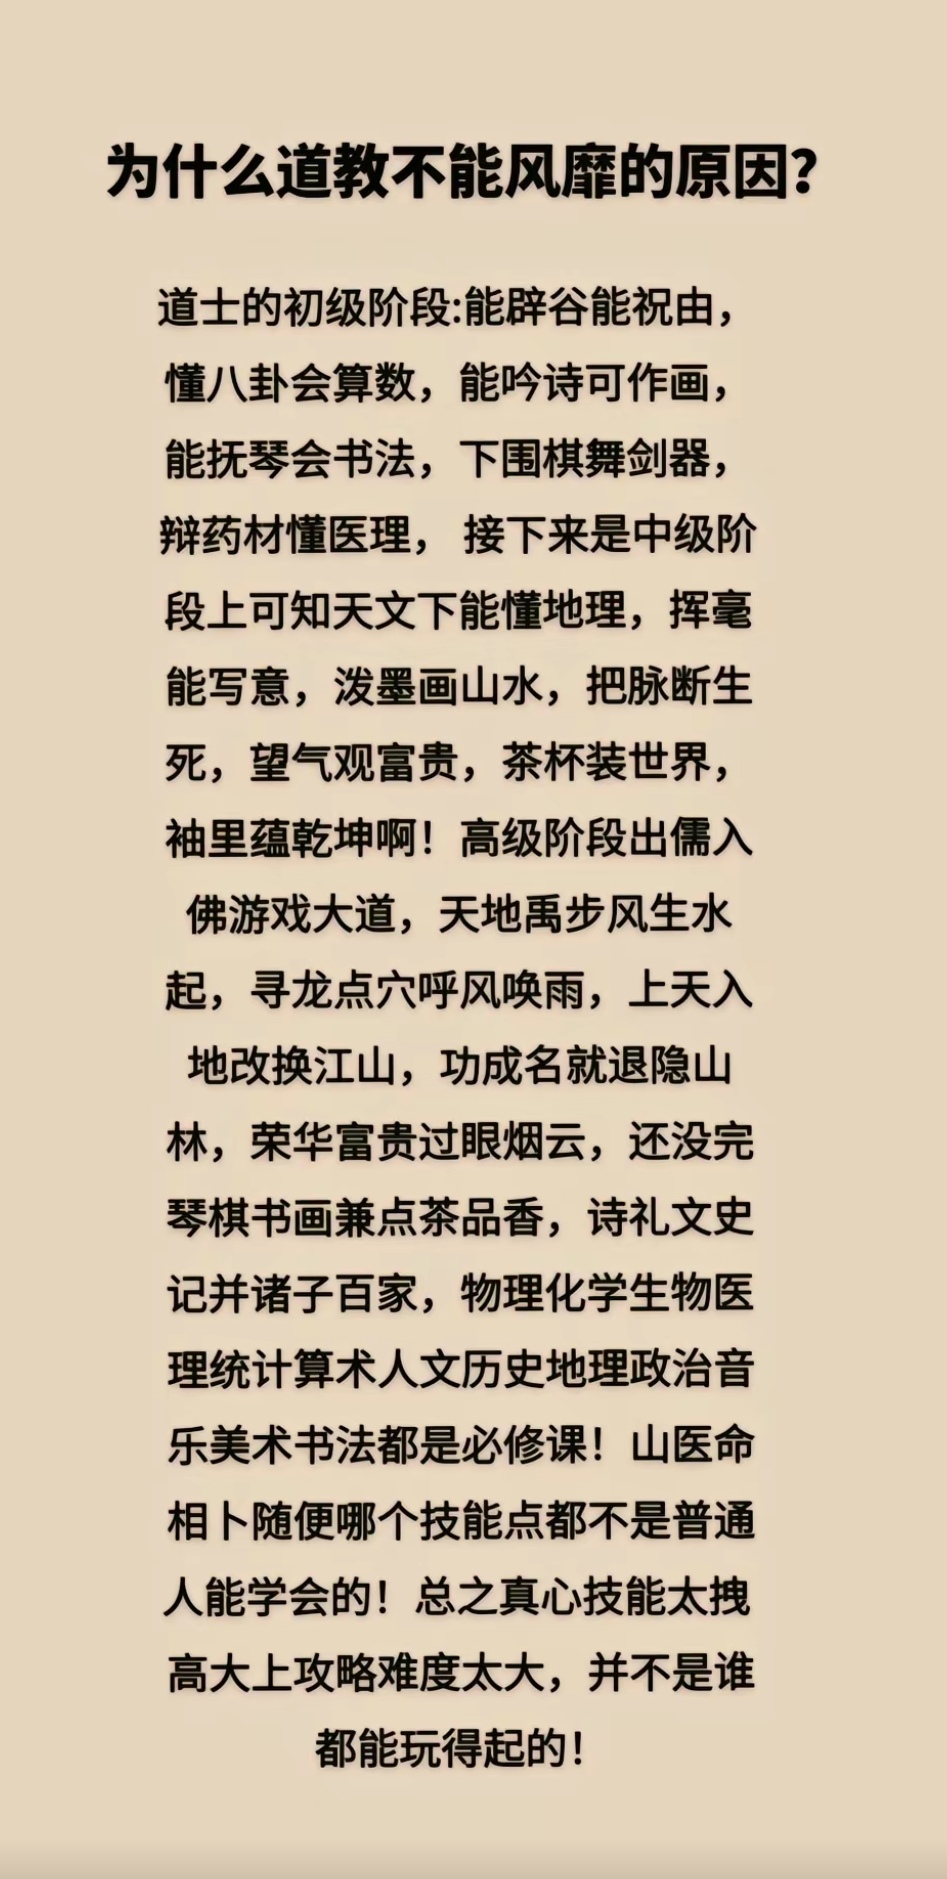 为什么道教不能风靡的原因?
道士的初级阶段:能辟谷能祝由，
懂八卦会算数，能吟诗可作画，
能抚琴会书法，下围棋舞剑器，
辩药材懂医理， 接下来是中级阶
段上可知天文下能懂地理，挥毫
能写意，泼墨画山水，把脉断生
死，望气观富贵，茶杯装世界，
袖里蕴乾坤啊！高级阶段出儒入
佛游戏大道，天地禹步风生水
起，寻龙点穴呼风唤雨，上天入
地改换江山，功成名就退隐山
林，荣华富贵过眼烟云，还没完
琴棋书画兼点茶品香，诗礼文史
记并诸子百家，物理化学生物医
理统计算术人文历史地理政治音
乐美术书法都是必修课！山医命
相卜随便哪个技能点都不是普通
人能学会的！总之真心技能太拽
高大上攻略难度太大，并不是谁
都能玩得起的！